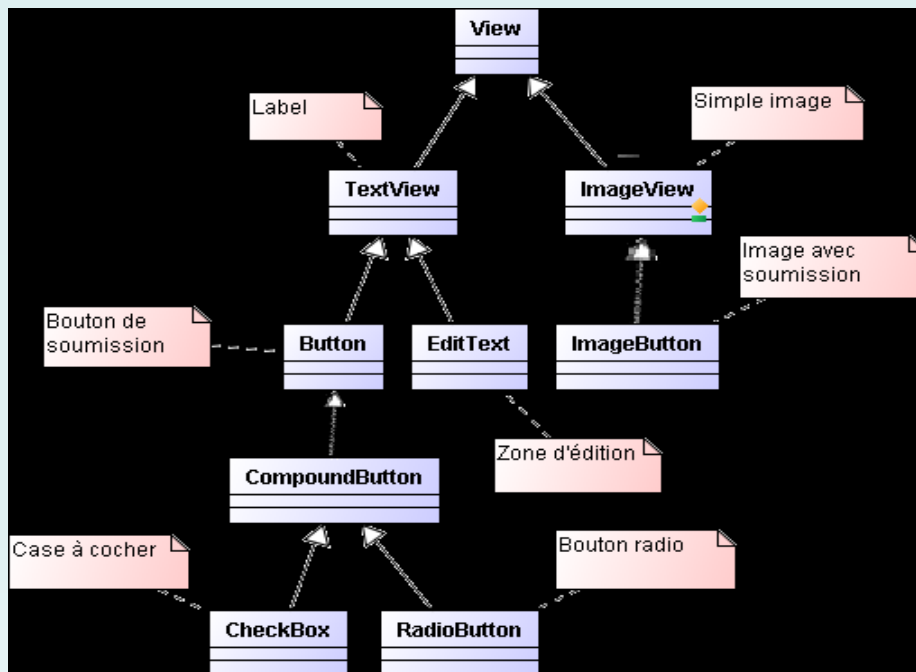 View
Label
Simple image
TextView
ImageView
Image avec
soumission
Bouton de
soumission
Button
EditText
ImageButton
Zone d'édition
CompoundButton
Case à cocher
Bouton radio
CheckBox
RadioButton